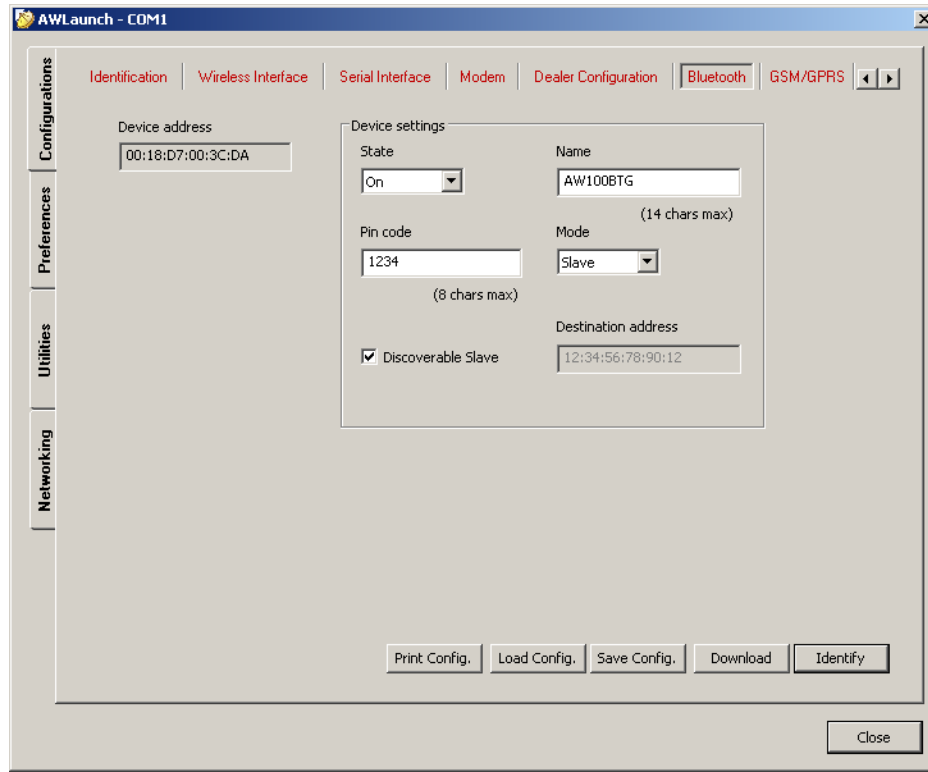 AWLaunch - COM1
Configurations
Preferences
Utilities
Networking
Identification Wireless Interface Serial Interface Modem Dealer Configuration Bluetooth GSM/GPRS
Device address
00:18:D7:00:3C:DA
Device settings
State Name
On AW100BTG
(14 chars max)
Pin code Mode
1234 Slave
(8 chars max)
Destination address
Discoverable Slave 12:34:56:78:90:12
Print Config. Load Config. Save Config. Download Identify
Close